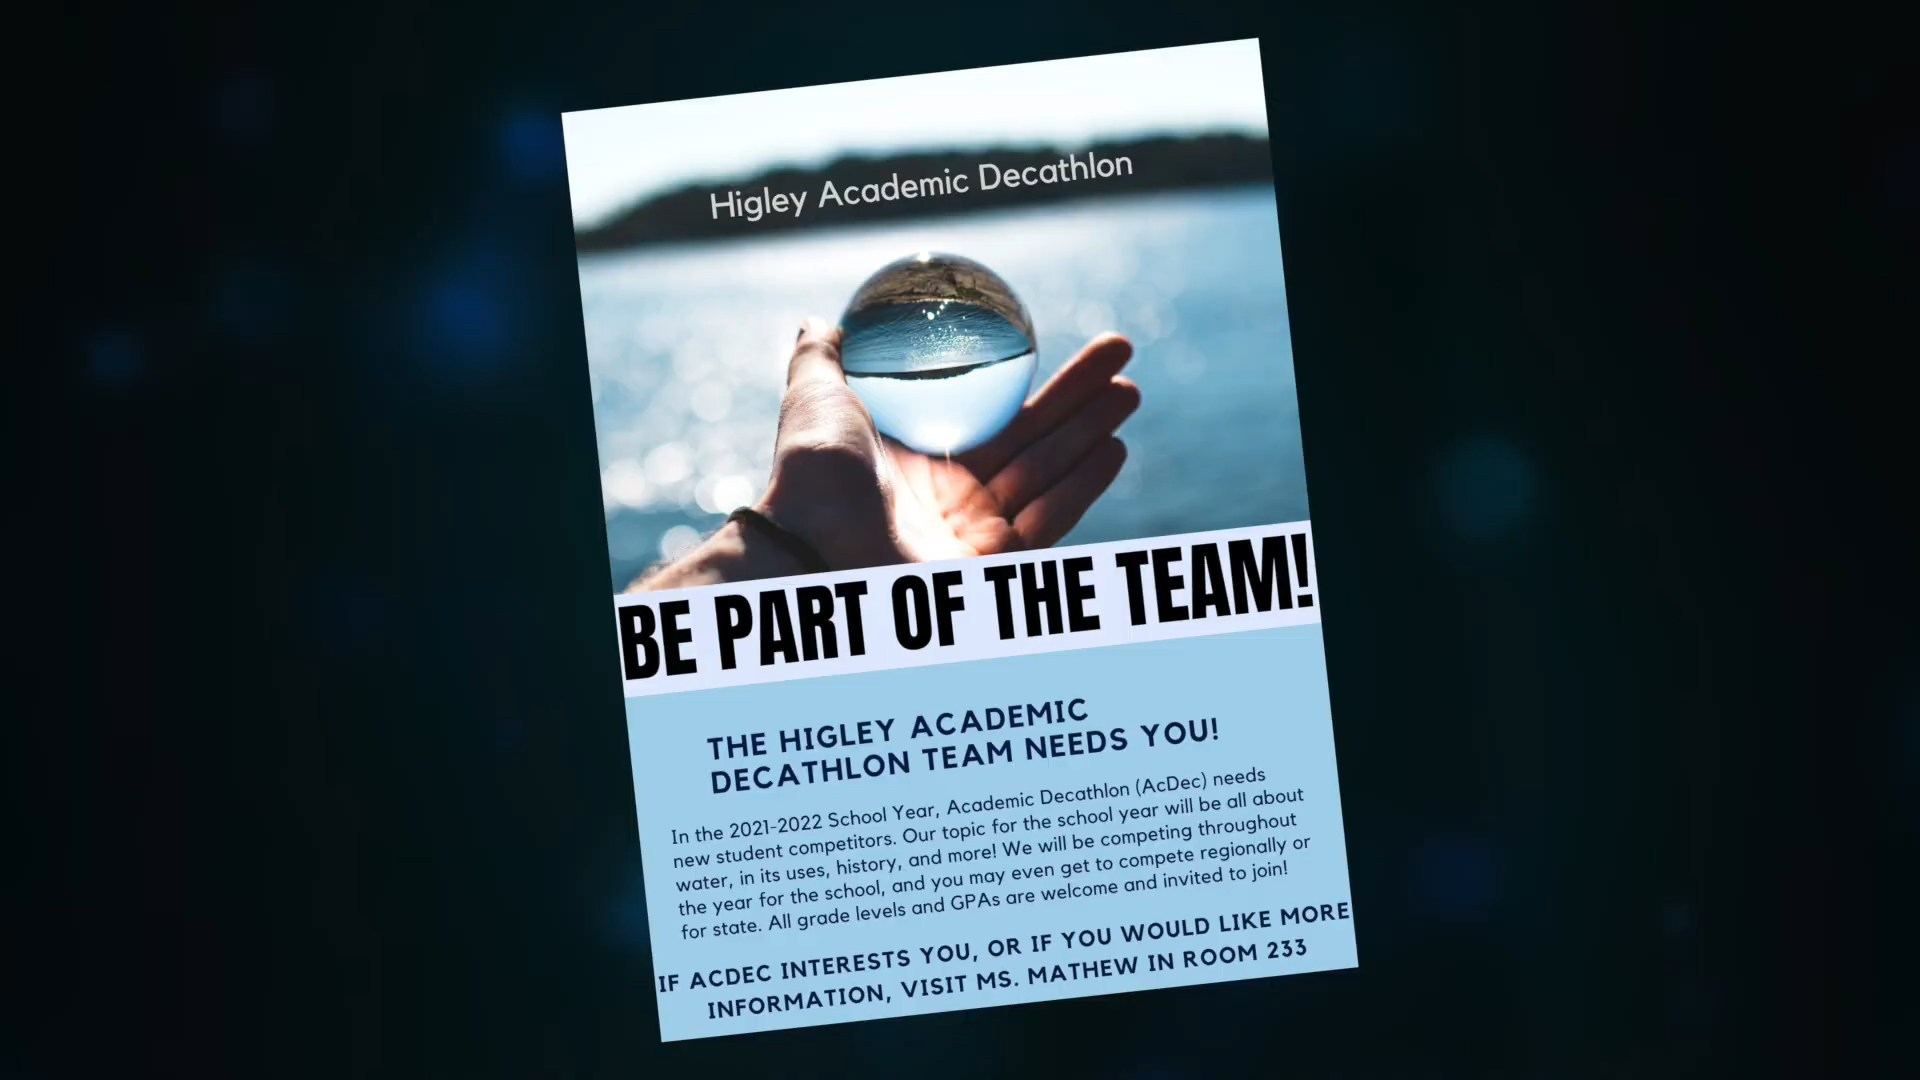 Higley Academic Decathlon
BE PART OF THE TEAM!
THE HIGLEY ACADEMIC
DECATHLON TEAM NEEDS YOU!
In the 2021-2022 School Year, Academic Decathlon (AcDec) needs
new student competitors. Our topic for the school year will be all about
water, in its uses, history, and more! We will be competing throughout
the year for the school, and you may even get to compete regionally or
for state. All grade levels and GPAs are welcome and invited to join!
IF ACDEC INTERESTS YOU, OR IF YOU WOULD LIKE MORE
INFORMATION, VISIT MS. MATHEW IN ROOM 233